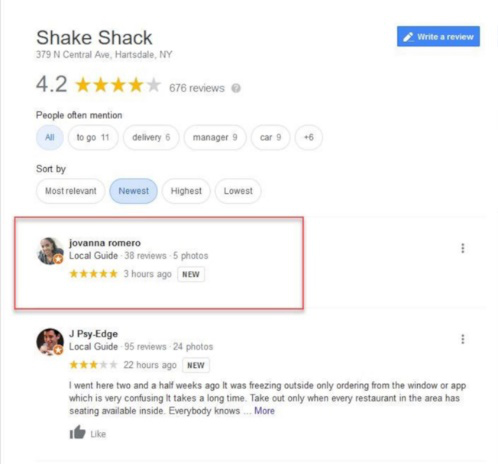 Shake Shack
379 N Central Ave, Hartsdale, NY
Write a review
4.2 676 reviews
People often mention
All to go 11 delivery 6 manager 9 car 9 +6
Sort by
Most relevant Newest Highest Lowest
jovanna romero
Local Guide · 38 reviews · 5 photos
3 hours ago NEW
J Psy-Edge
Local Guide · 95 reviews · 24 photos
22 hours ago NEW
I went here two and a half weeks ago It was freezing outside only ordering from the window or app
which is very confusing It takes a long time. Take out only when every restaurant in the area has
seating available inside. Everybody knows ... More
Like